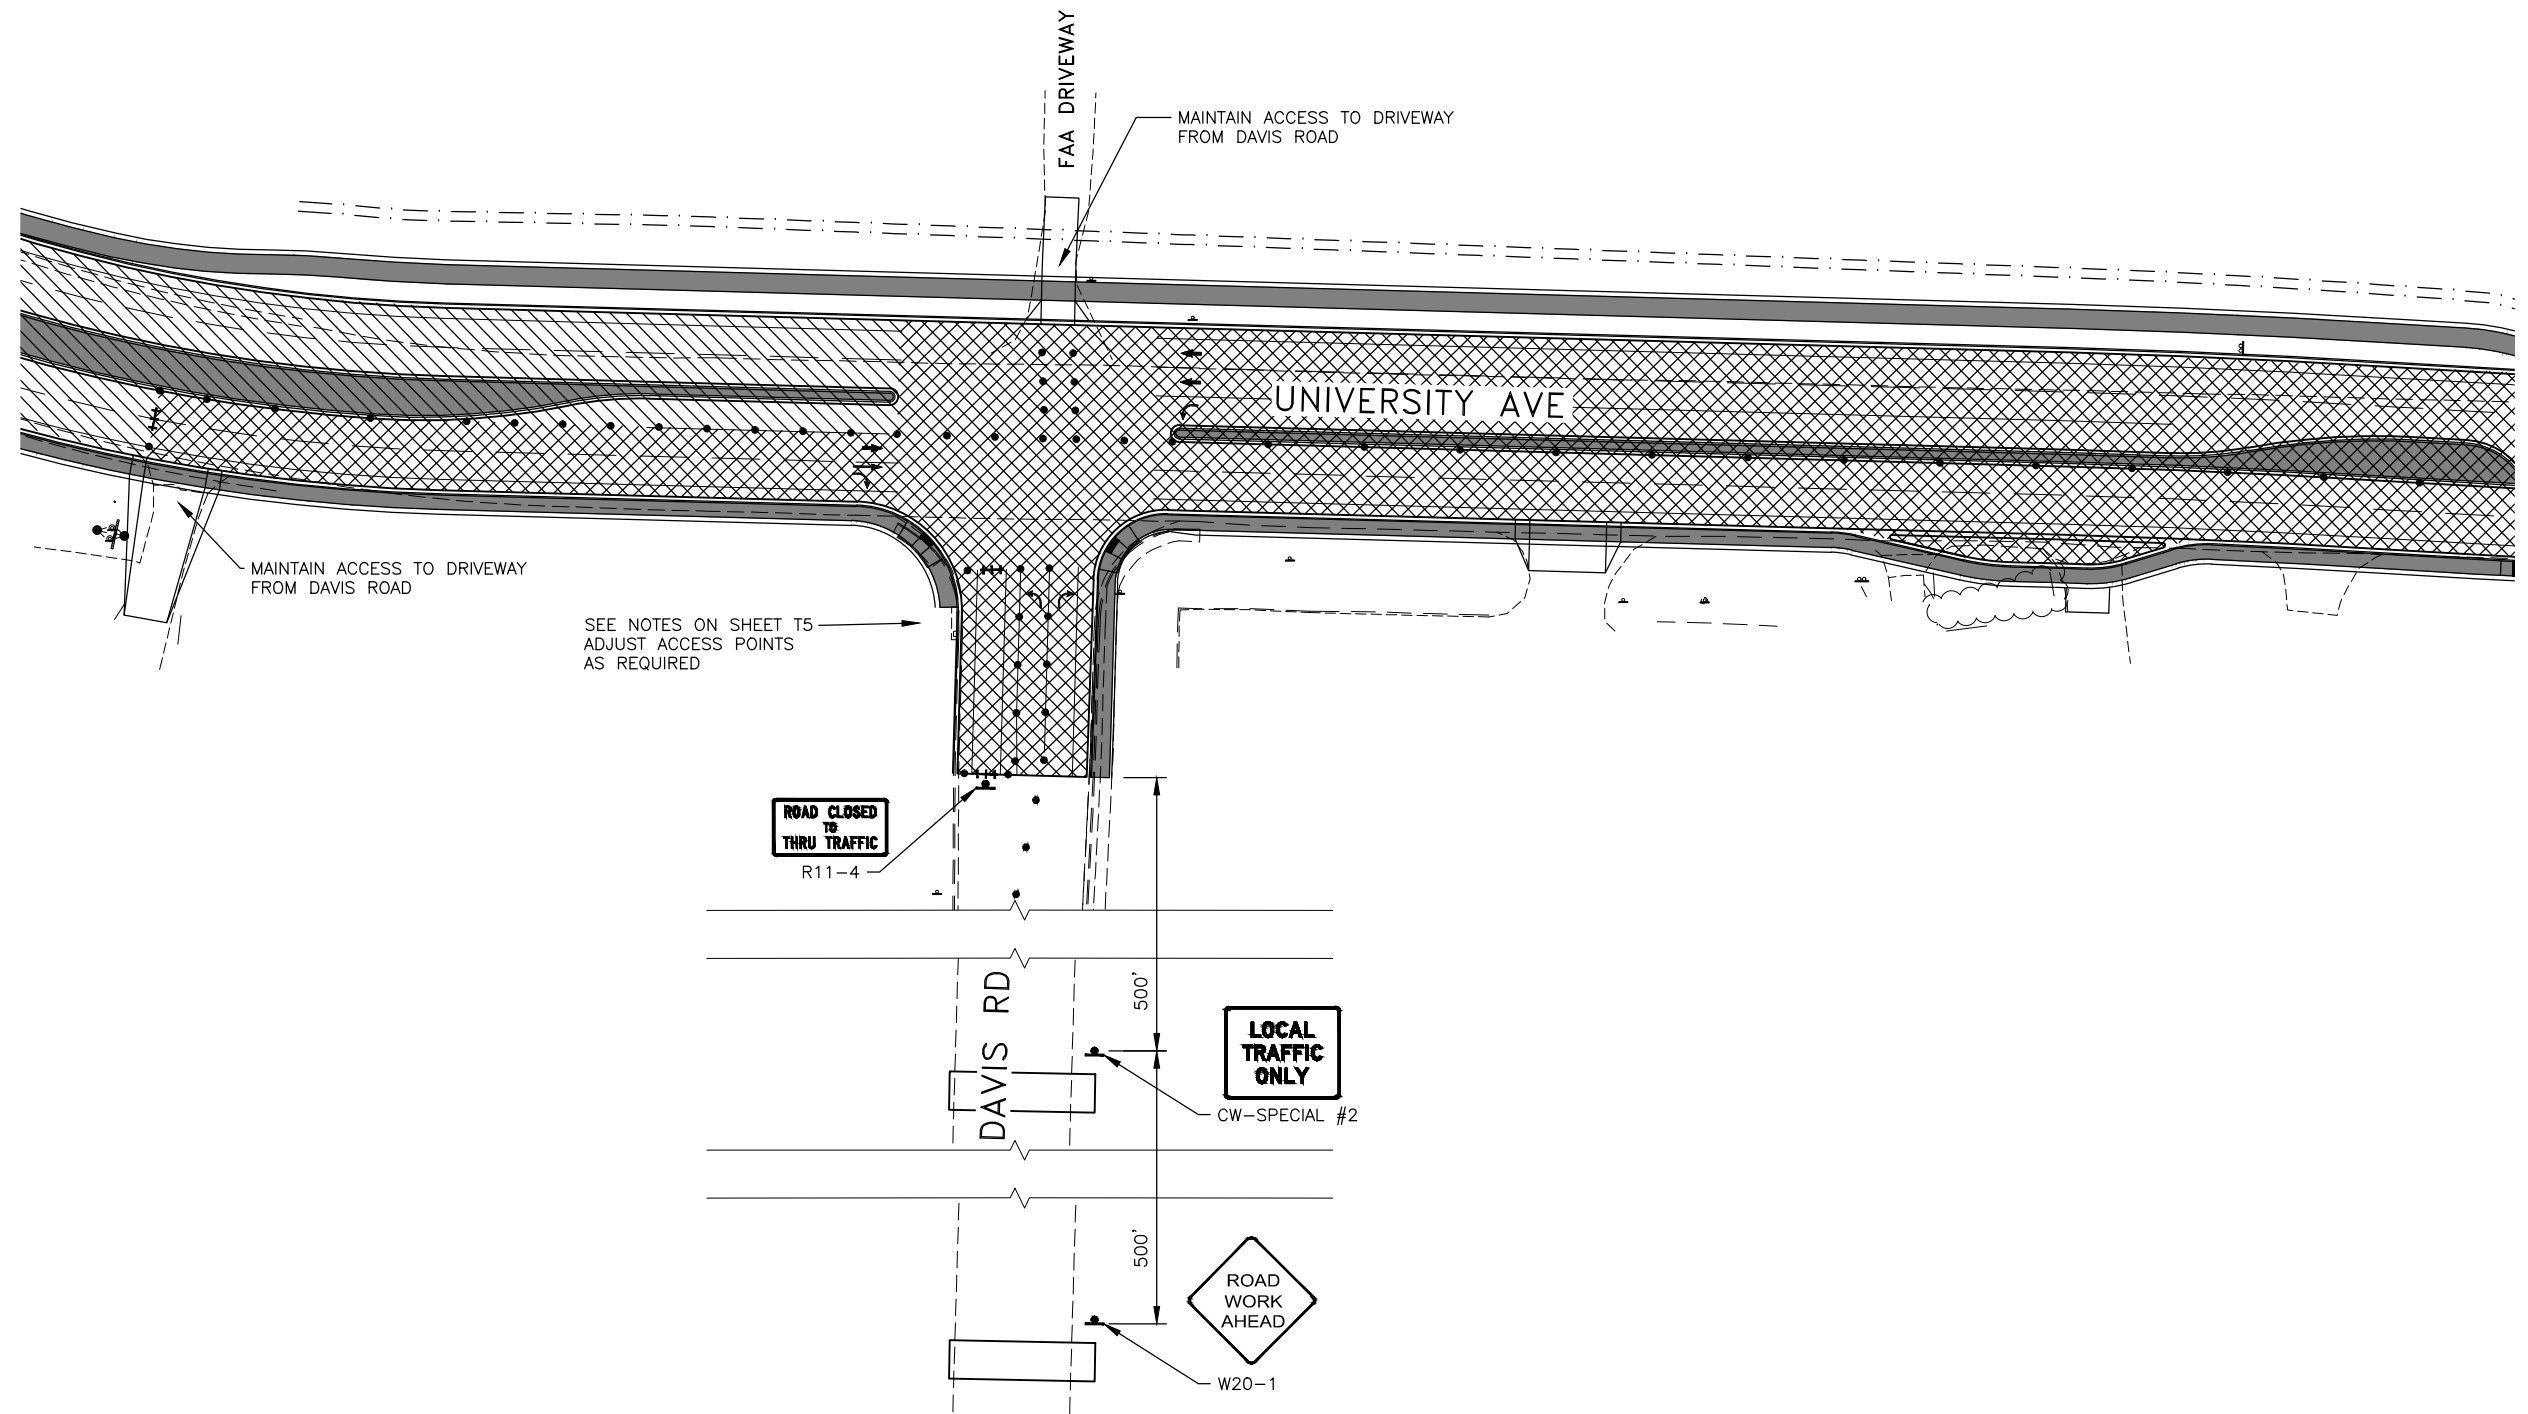 FAA DRIVEWAY
MAINTAIN ACCESS TO DRIVEWAY
FROM DAVIS ROAD
UNIVERSITY AVE
MAINTAIN ACCESS TO DRIVEWAY
FROM DAVIS ROAD
SEE NOTES ON SHEET T5
ADJUST ACCESS POINTS
AS REQUIRED
ROAD CLOSED
TO
THRU TRAFFIC
R11-4
DAVIS RD
500'
LOCAL
TRAFFIC
ONLY
CW-SPECIAL #2
500'
ROAD
WORK
AHEAD
W20-1